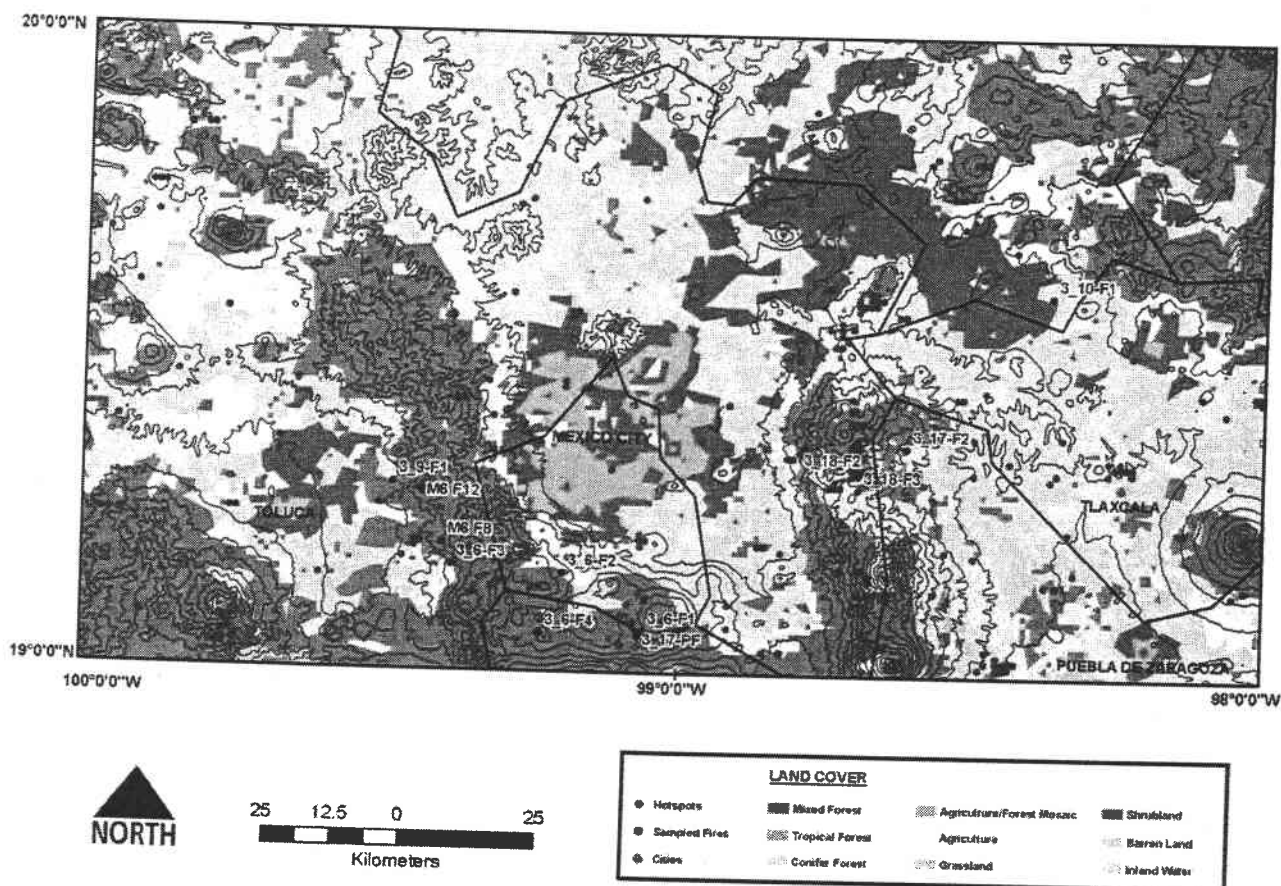 20°0'0"N
3_10-F1
MEXICO CITY
3_17-F2
3_9-F1
3_18-F2
M6 F12
3_18-F3
TOLUCA
TLAXCALA
M6 F8
3_6-F3
3_6-F2
3_6-F4
3_6-F1
3_17-PF
19°0'0"N
PUEBLA DE ZARAGOZA
100°0'0"W
99°0'0"W
98°0'0"W
NORTH
25 12.5 0 25
Kilometers
LAND COVER
Hotspots Mixed Forest Agriculture/Forest Mosaic Shrubland
Sampled Fires Tropical Forest Agriculture Barren Land
Cities Conifer Forest Grassland Inland Water